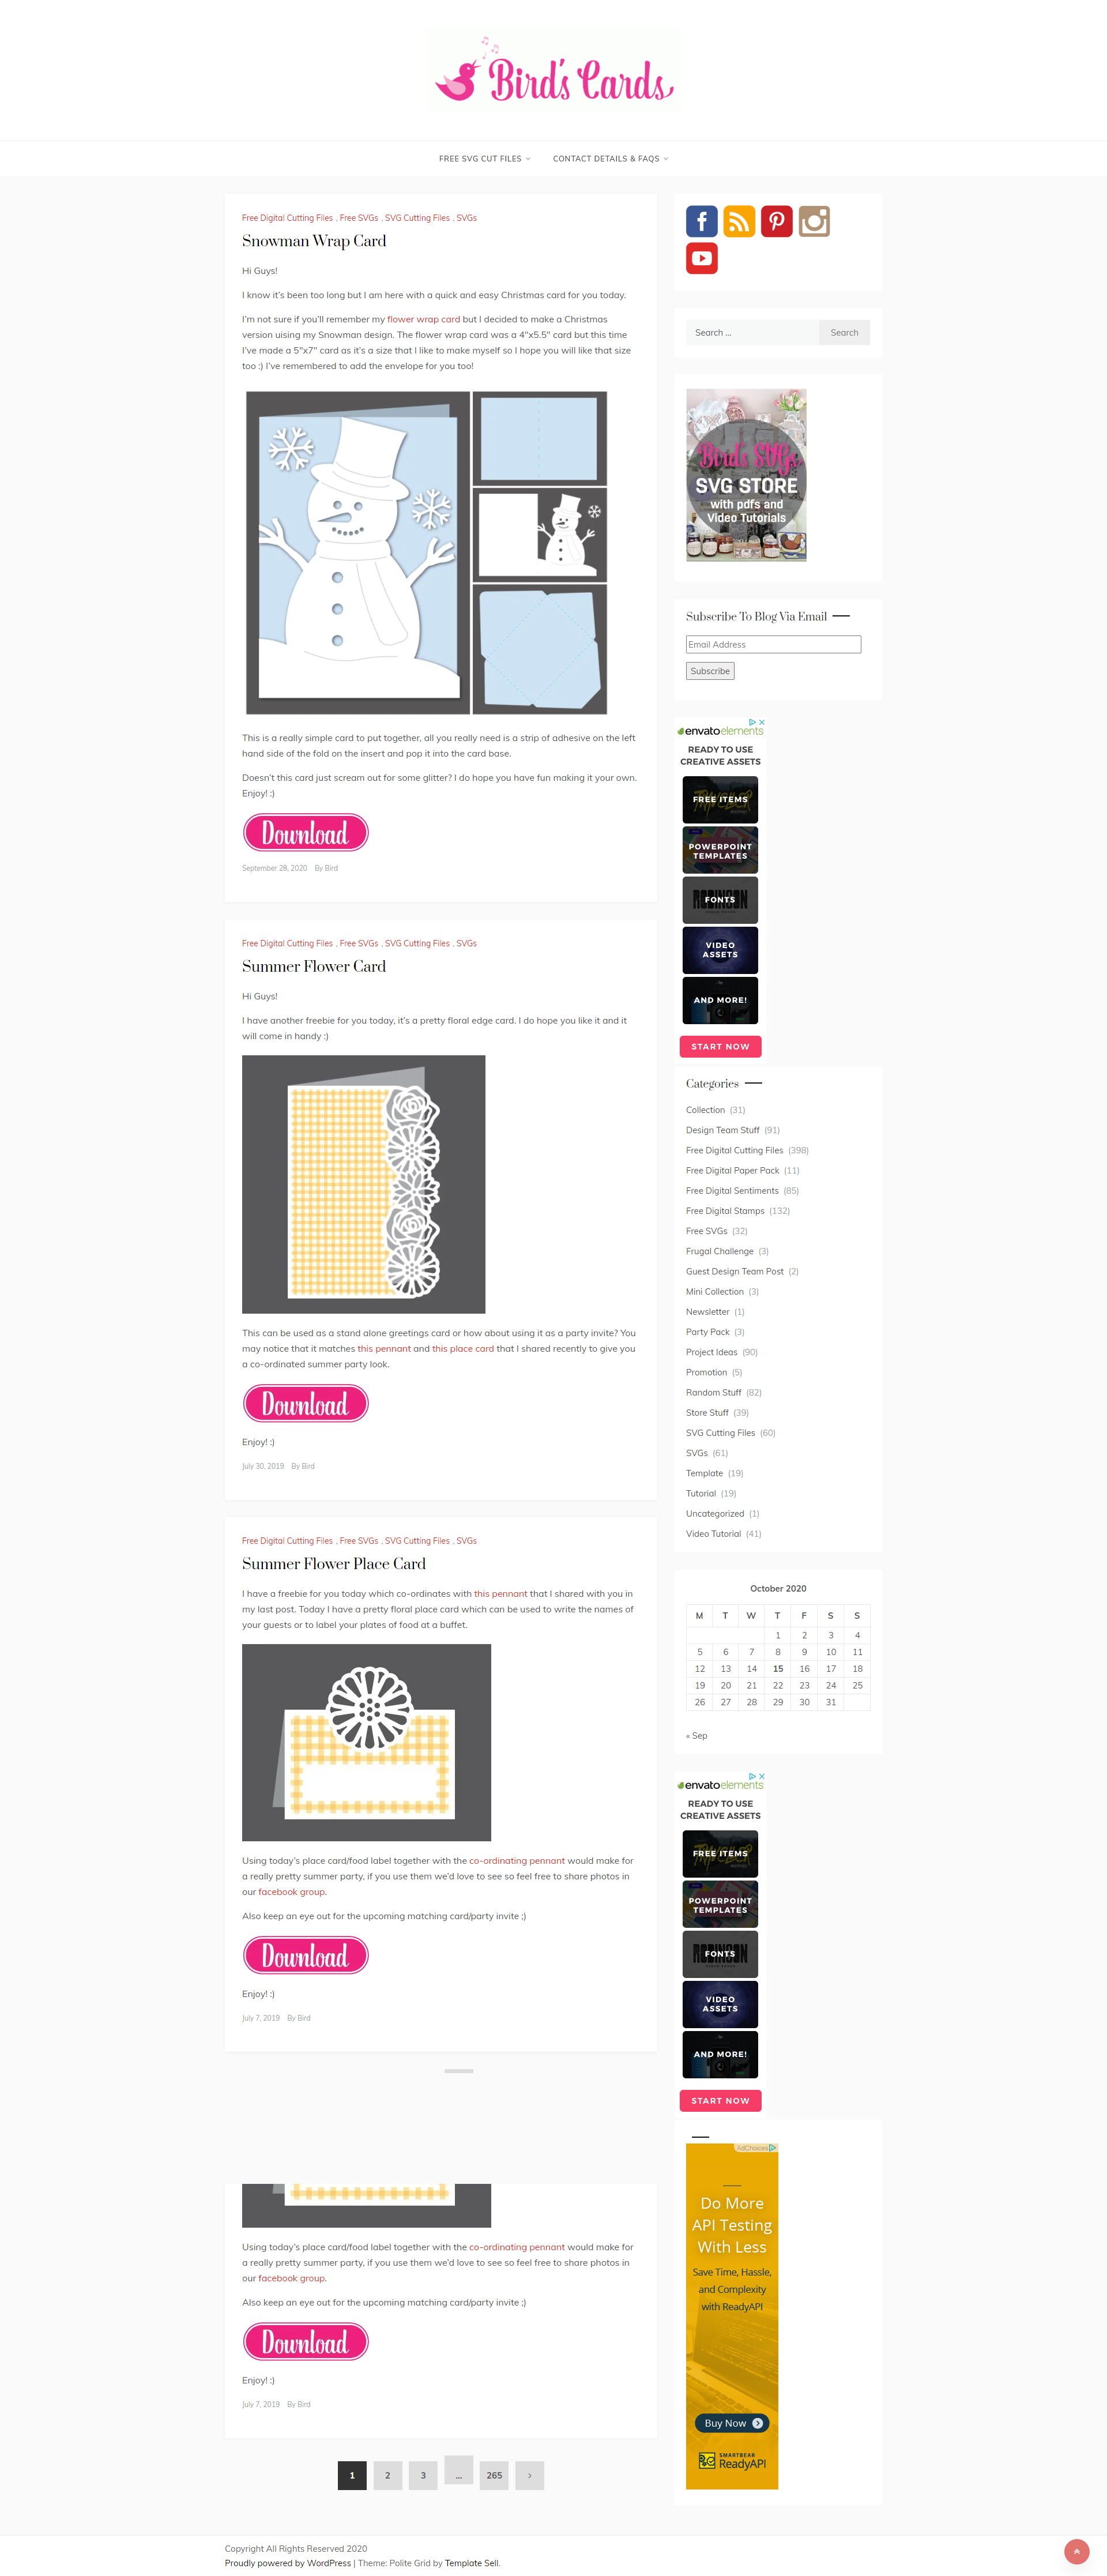 Bird's Cards
FREE SVG CUT FILES
CONTACT DETAILS & FAQS
Free Digital Cutting Files , Free SVGs , SVG Cutting Files , SVGs
Snowman Wrap Card
Hi Guys!
I know it's been too long but I am here with a quick and easy Christmas card for you today.
I'm not sure if you'll remember my flower wrap card but I decided to make a Christmas
version uising my Snowman design. The flower wrap card was a 4"x5.5" card but this time
I've made a 5"x7" card as it's a size that I like to make myself so I hope you will like that size
too :) I've remembered to add the envelope for you too!
This is a really simple card to put together, all you really need is a strip of adhesive on the left
hand side of the fold on the insert and pop it into the card base.
Doesn't this card just scream out for some glitter? I do hope you have fun making it your own.
Enjoy! :)
Download
September 28, 2020 By Bird
Free Digital Cutting Files , Free SVGs , SVG Cutting Files , SVGs
Summer Flower Card
Hi Guys!
I have another freebie for you today, it's a pretty floral edge card. I do hope you like it and it
will come in handy :)
This can be used as a stand alone greetings card or how about using it as a party invite? You
may notice that it matches this pennant and this place card that I shared recently to give you
a co-ordinated summer party look.
Download
Enjoy! :)
July 30, 2019 By Bird
Free Digital Cutting Files , Free SVGs , SVG Cutting Files , SVGs
Summer Flower Place Card
I have a freebie for you today which co-ordinates with this pennant that I shared with you in
my last post. Today I have a pretty floral place card which can be used to write the names of
your guests or to label your plates of food at a buffet.
Using today's place card/food label together with the co-ordinating pennant would make for
a really pretty summer party, if you use them we'd love to see so feel free to share photos in
our facebook group.
Also keep an eye out for the upcoming matching card/party invite ;)
Download
Enjoy! :)
July 7, 2019 By Bird
Using today's place card/food label together with the co-ordinating pennant would make for
a really pretty summer party, if you use them we'd love to see so feel free to share photos in
our facebook group.
Also keep an eye out for the upcoming matching card/party invite ;)
Download
Enjoy! :)
July 7, 2019 By Bird
1 2 3 … 265 ›
Search …
Search
Bird's SVGs
SVG STORE
with pdfs and
Video Tutorials
Subscribe To Blog Via Email
Email Address
Subscribe
envatoelements
READY TO USE
CREATIVE ASSETS
FREE ITEMS
POWERPOINT
TEMPLATES
FONTS
VIDEO
ASSETS
AND MORE!
START NOW
Categories
Collection (31)
Design Team Stuff (91)
Free Digital Cutting Files (398)
Free Digital Paper Pack (11)
Free Digital Sentiments (85)
Free Digital Stamps (132)
Free SVGs (32)
Frugal Challenge (3)
Guest Design Team Post (2)
Mini Collection (3)
Newsletter (1)
Party Pack (3)
Project Ideas (90)
Promotion (5)
Random Stuff (82)
Store Stuff (39)
SVG Cutting Files (60)
SVGs (61)
Template (19)
Tutorial (19)
Uncategorized (1)
Video Tutorial (41)
October 2020
M T W T F S S
1 2 3 4
5 6 7 8 9 10 11
12 13 14 15 16 17 18
19 20 21 22 23 24 25
26 27 28 29 30 31
« Sep
envatoelements
READY TO USE
CREATIVE ASSETS
FREE ITEMS
POWERPOINT
TEMPLATES
FONTS
VIDEO
ASSETS
AND MORE!
START NOW
AdChoices
Do More
API Testing
With Less
Save Time, Hassle,
and Complexity
with ReadyAPI
Buy Now
SMARTBEAR
ReadyAPI
Copyright All Rights Reserved 2020
Proudly powered by WordPress | Theme: Polite Grid by Template Sell.